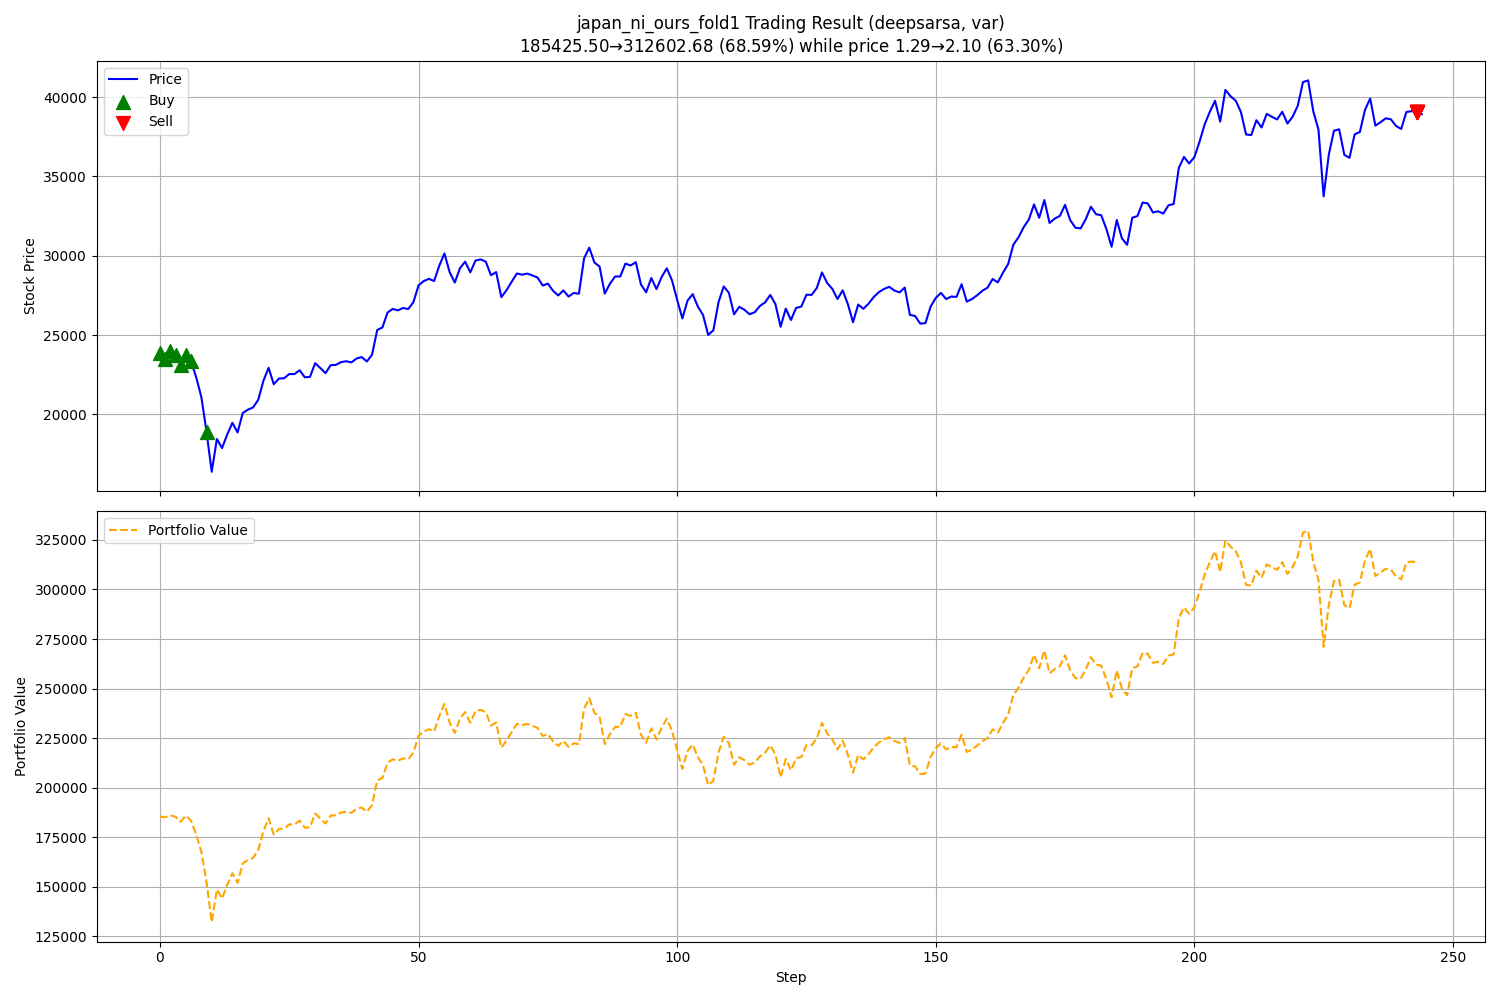 japan_ni_ours_fold1 Trading Result (deepsarsa, var)
185425.50→312602.68 (68.59%) while price 1.29→2.10 (63.30%)
Price
Buy
Sell
40000
35000
30000
25000
20000
Stock Price
Portfolio Value
325000
300000
275000
250000
225000
200000
175000
150000
125000
Portfolio Value
0 50 100 150 200 250
Step